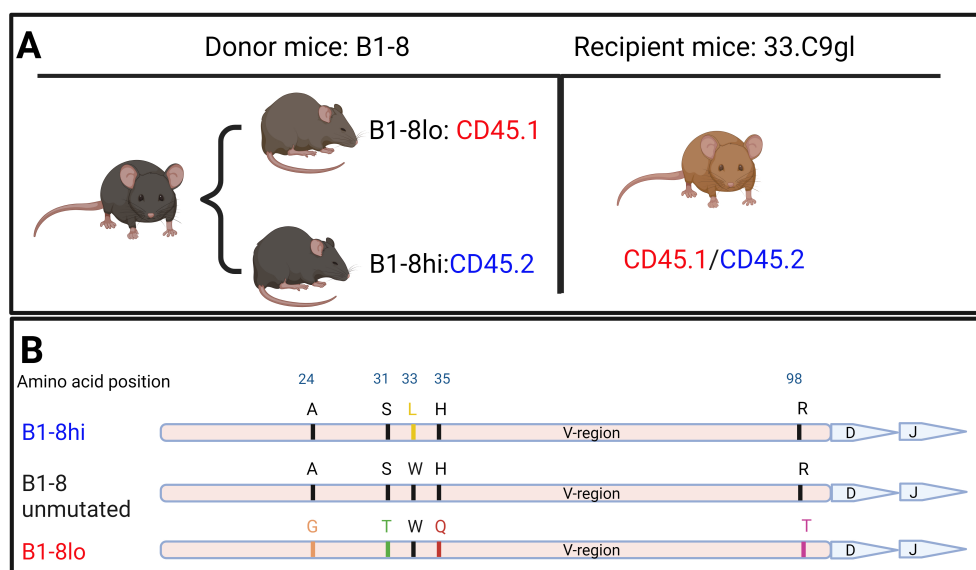 A
Donor mice: B1-8
Recipient mice: 33.C9gl
B1-8lo: CD45.1
B1-8hi:CD45.2
CD45.1/CD45.2
B
Amino acid position
24 31 33 35 98
A S L H R
B1-8hi
V-region D J
A S W H R
B1-8
unmutated
V-region D J
G T W Q T
B1-8lo
V-region D J